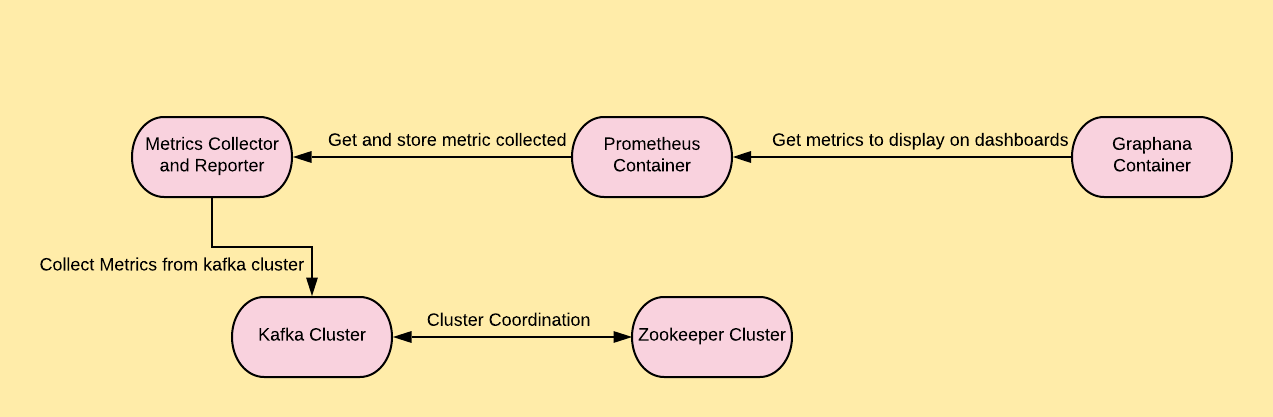 Metrics Collector
and Reporter
Get and store metric collected
Prometheus
Container
Get metrics to display on dashboards
Graphana
Container
Collect Metrics from kafka cluster
Kafka Cluster
Cluster Coordination
Zookeeper Cluster